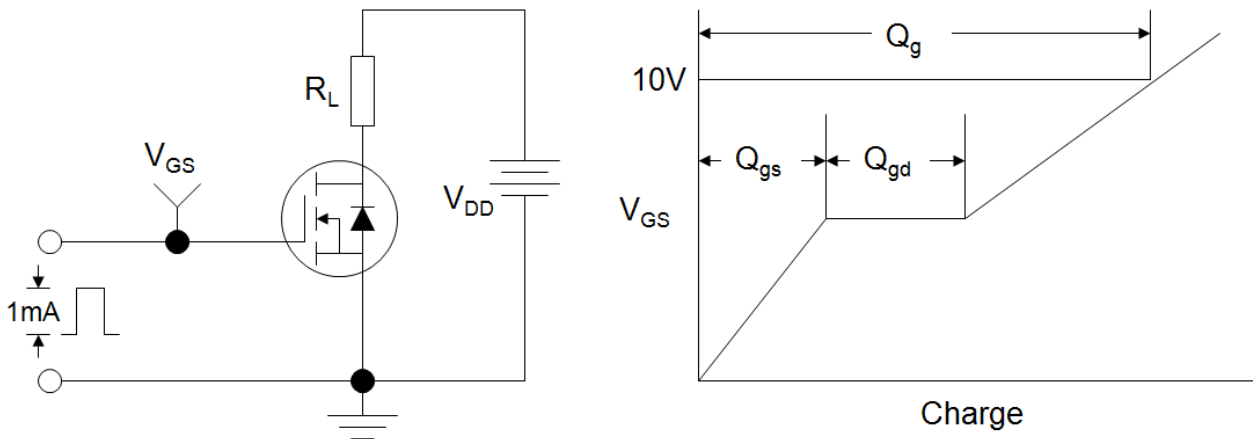 R_L
V_GS
V_DD
1mA
Q_g
10V
Q_gs
Q_gd
V_GS
Charge